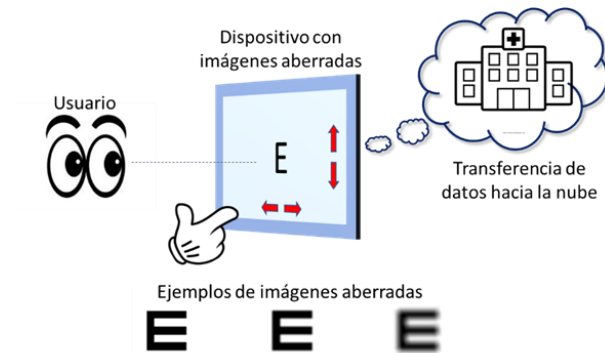 Dispositivo con
imágenes aberradas
Usuario
E
Transferencia de
datos hacia la nube
Ejemplos de imágenes aberradas
E E E